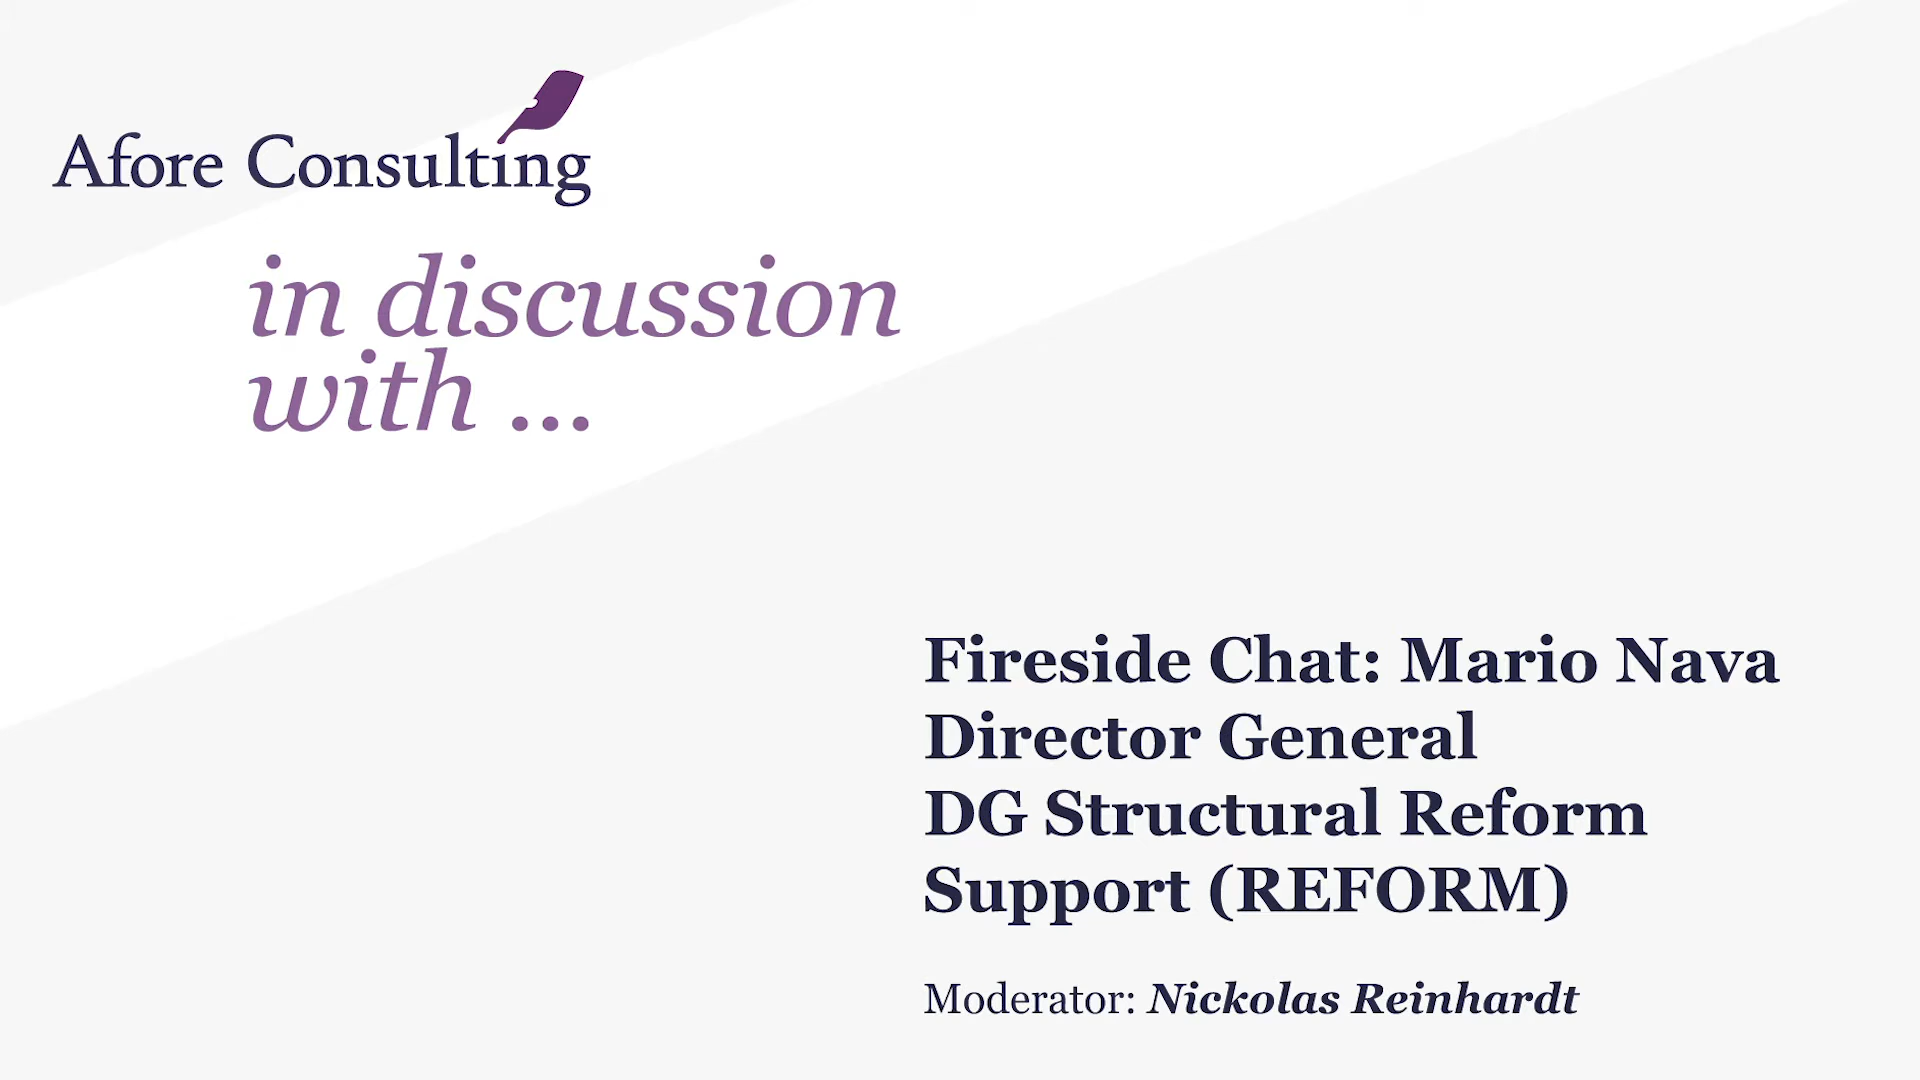 Afore Consulting
in discussion
with ...
Fireside Chat: Mario Nava
Director General
DG Structural Reform
Support (REFORM)
Moderator: Nickolas Reinhardt